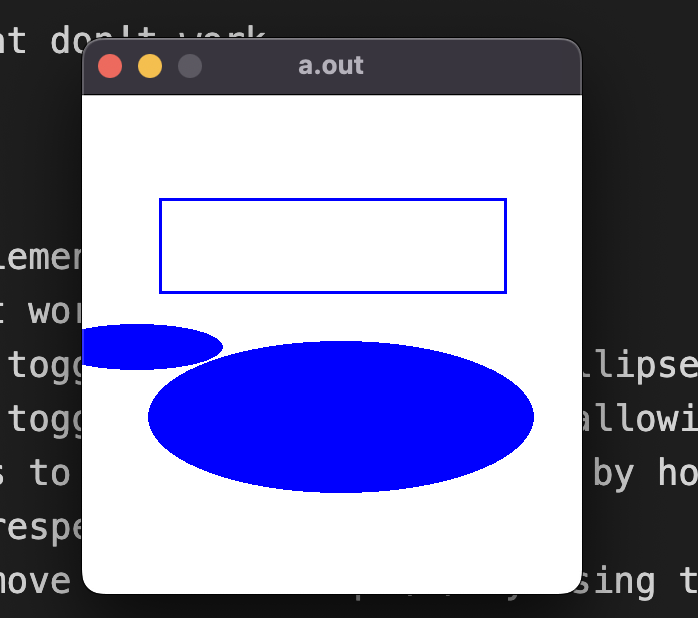 nt don't work
a.out
lemen
t wor
togg llipse
togg allowi
s to by ho
respe
move sing t